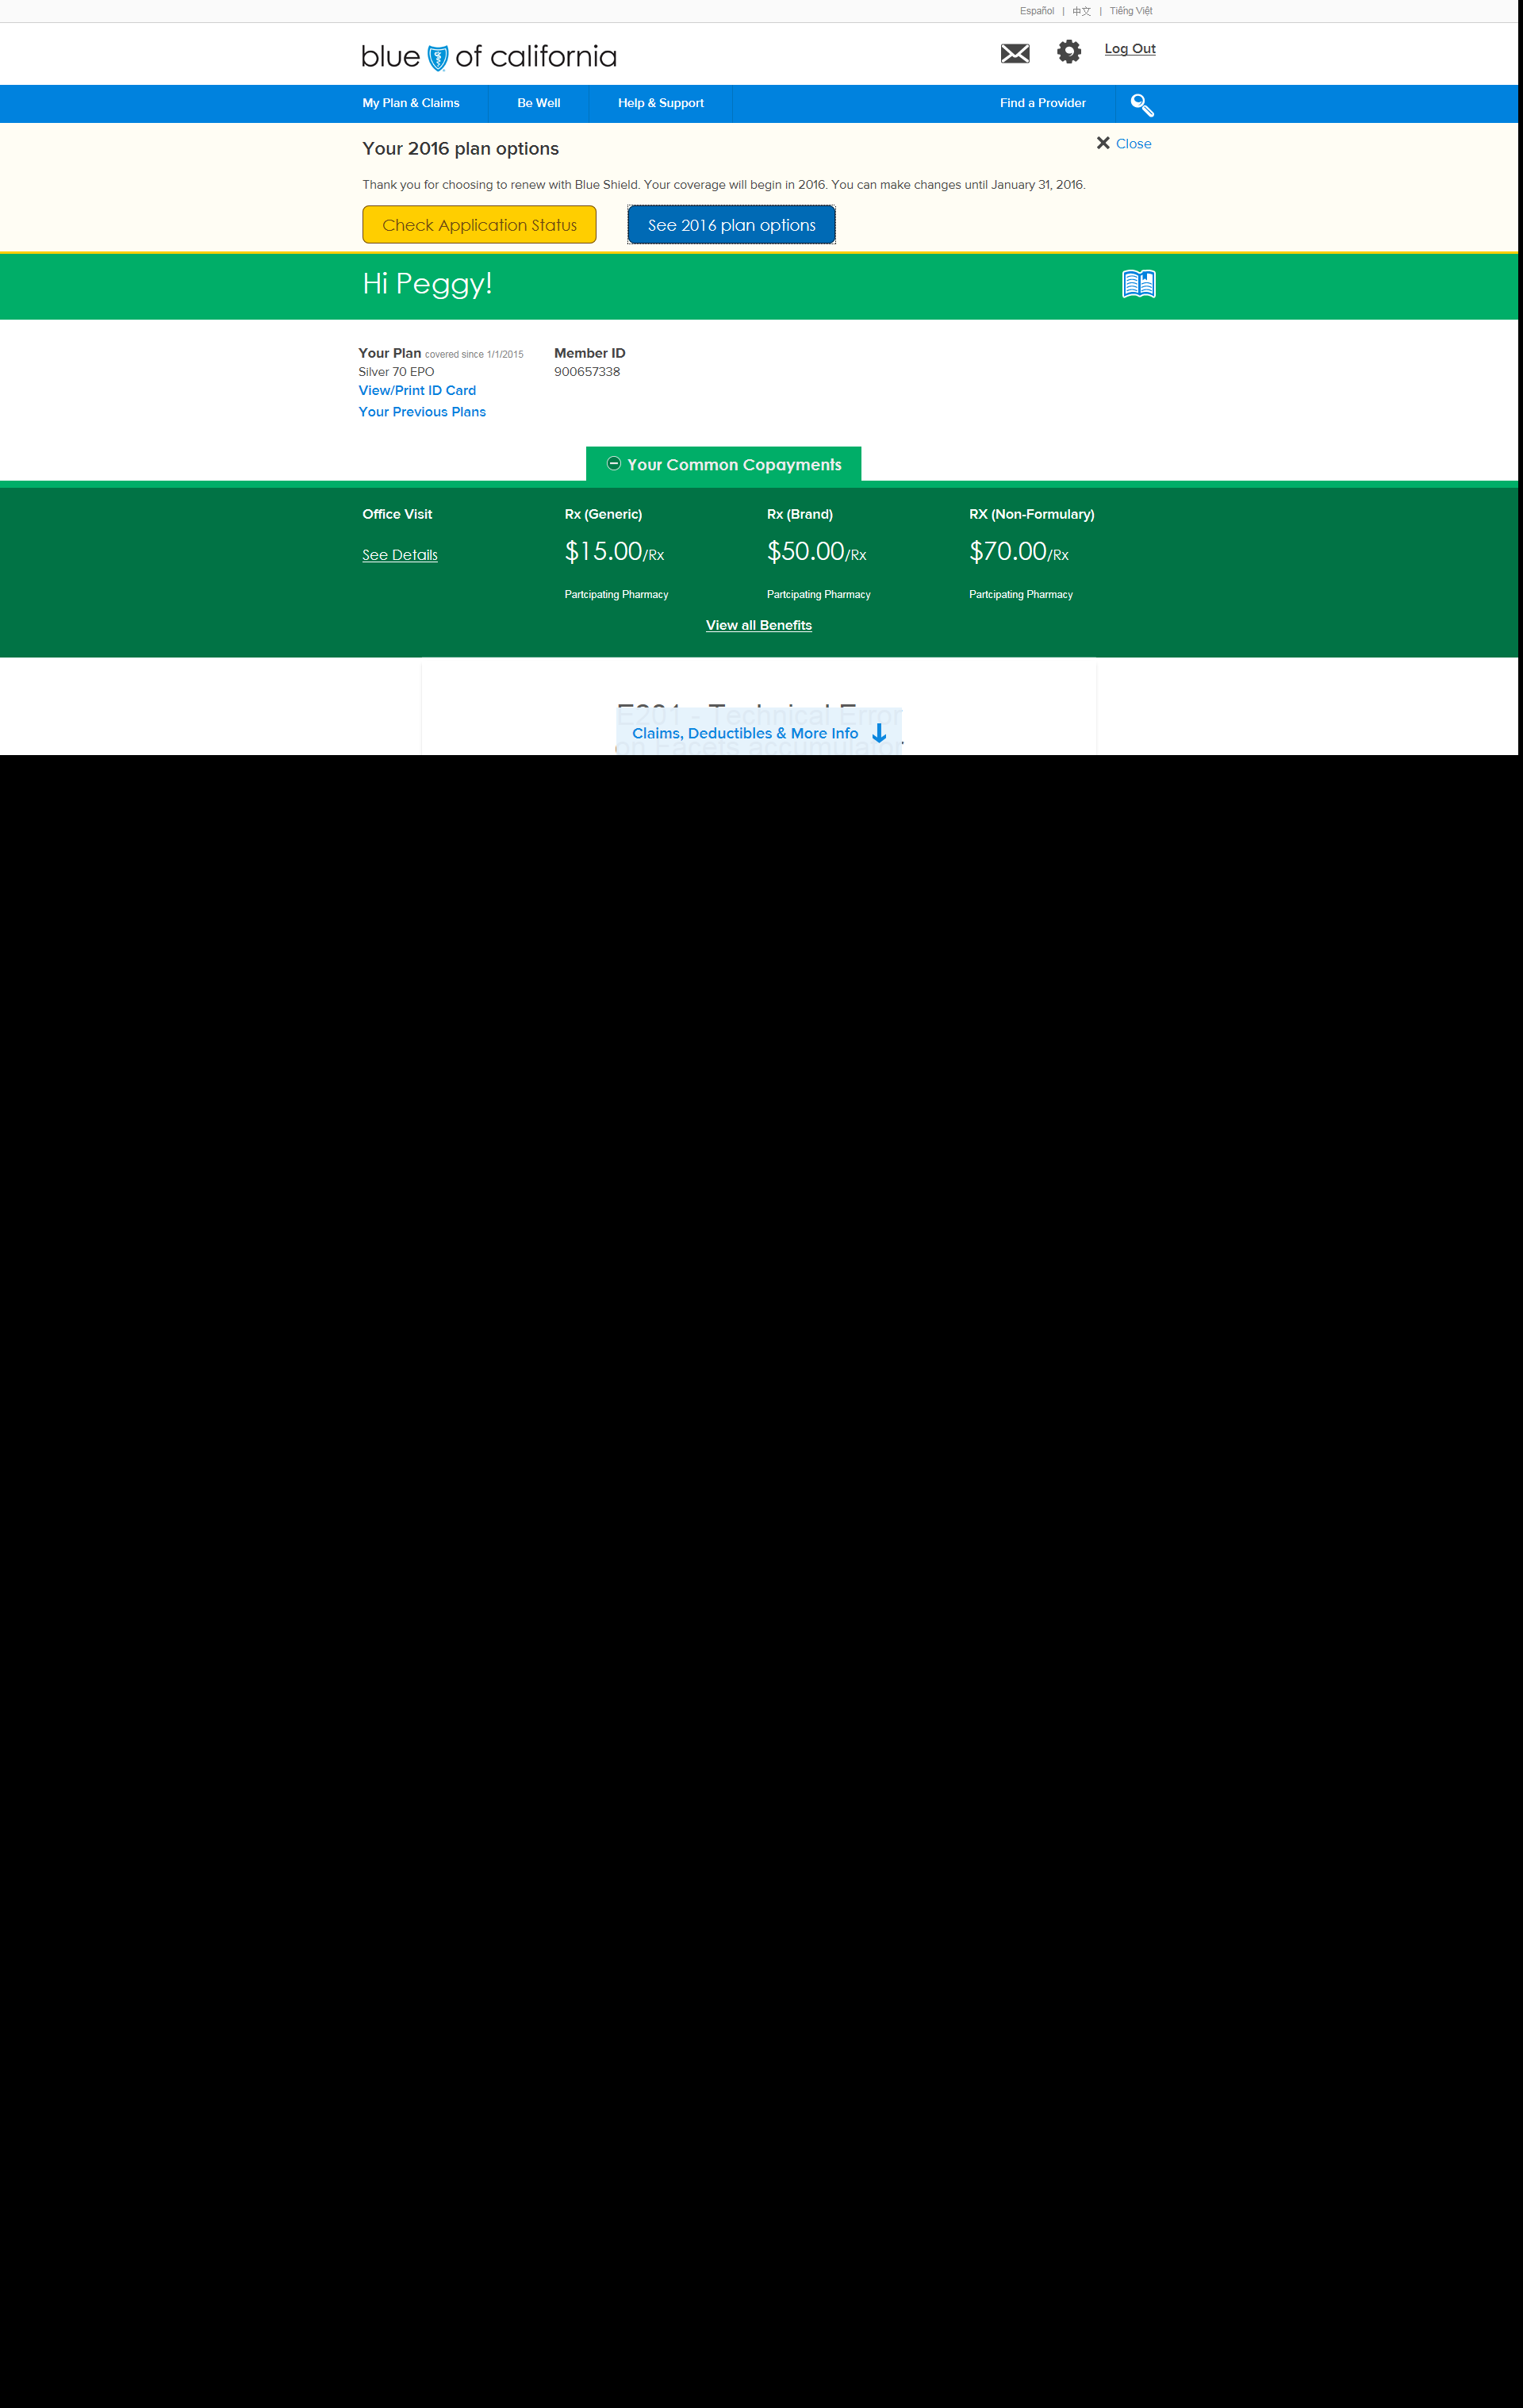 Español | 中文 | Tiếng Việt
blue of california
Log Out
My Plan & Claims Be Well Help & Support Find a Provider
Your 2016 plan options
Close
Thank you for choosing to renew with Blue Shield. Your coverage will begin in 2016. You can make changes until January 31, 2016.
Check Application Status See 2016 plan options
Hi Peggy!
Your Plan covered since 1/1/2015 Member ID
Silver 70 EPO 900657338
View/Print ID Card
Your Previous Plans
Your Common Copayments
Office Visit Rx (Generic) Rx (Brand) RX (Non-Formulary)
See Details $15.00/Rx $50.00/Rx $70.00/Rx
Partcipating Pharmacy Partcipating Pharmacy Partcipating Pharmacy
View all Benefits
E201 - Technical Error
Claims, Deductibles & More Info
on Facets accumulator